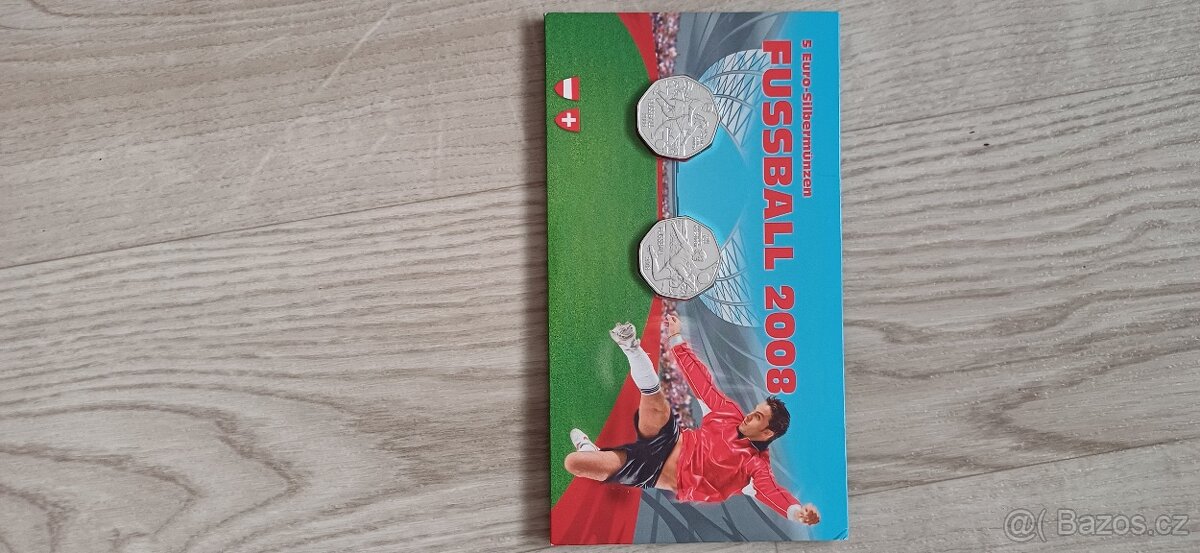 5 Euro-Silbermünzen
FUSSBALL 2008
@( Bazos.cz